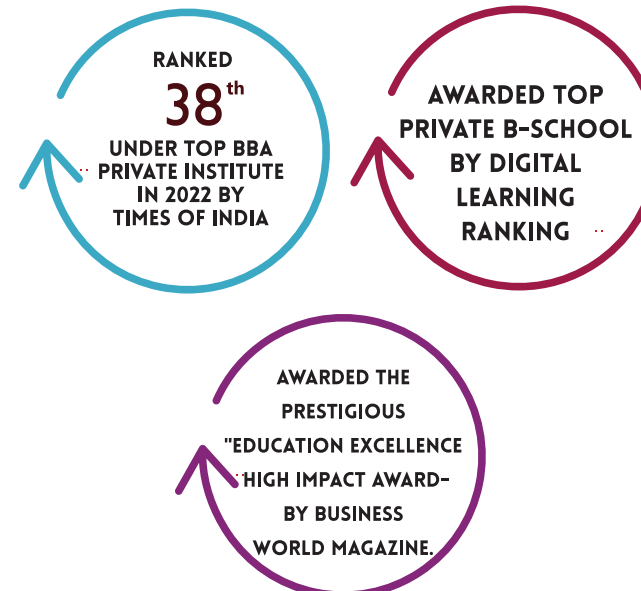 RANKED
38th
UNDER TOP BBA
PRIVATE INSTITUTE
IN 2022 BY
TIMES OF INDIA
AWARDED TOP
PRIVATE B-SCHOOL
BY DIGITAL
LEARNING
RANKING
AWARDED THE
PRESTIGIOUS
"EDUCATION EXCELLENCE
HIGH IMPACT AWARD-
BY BUSINESS
WORLD MAGAZINE.